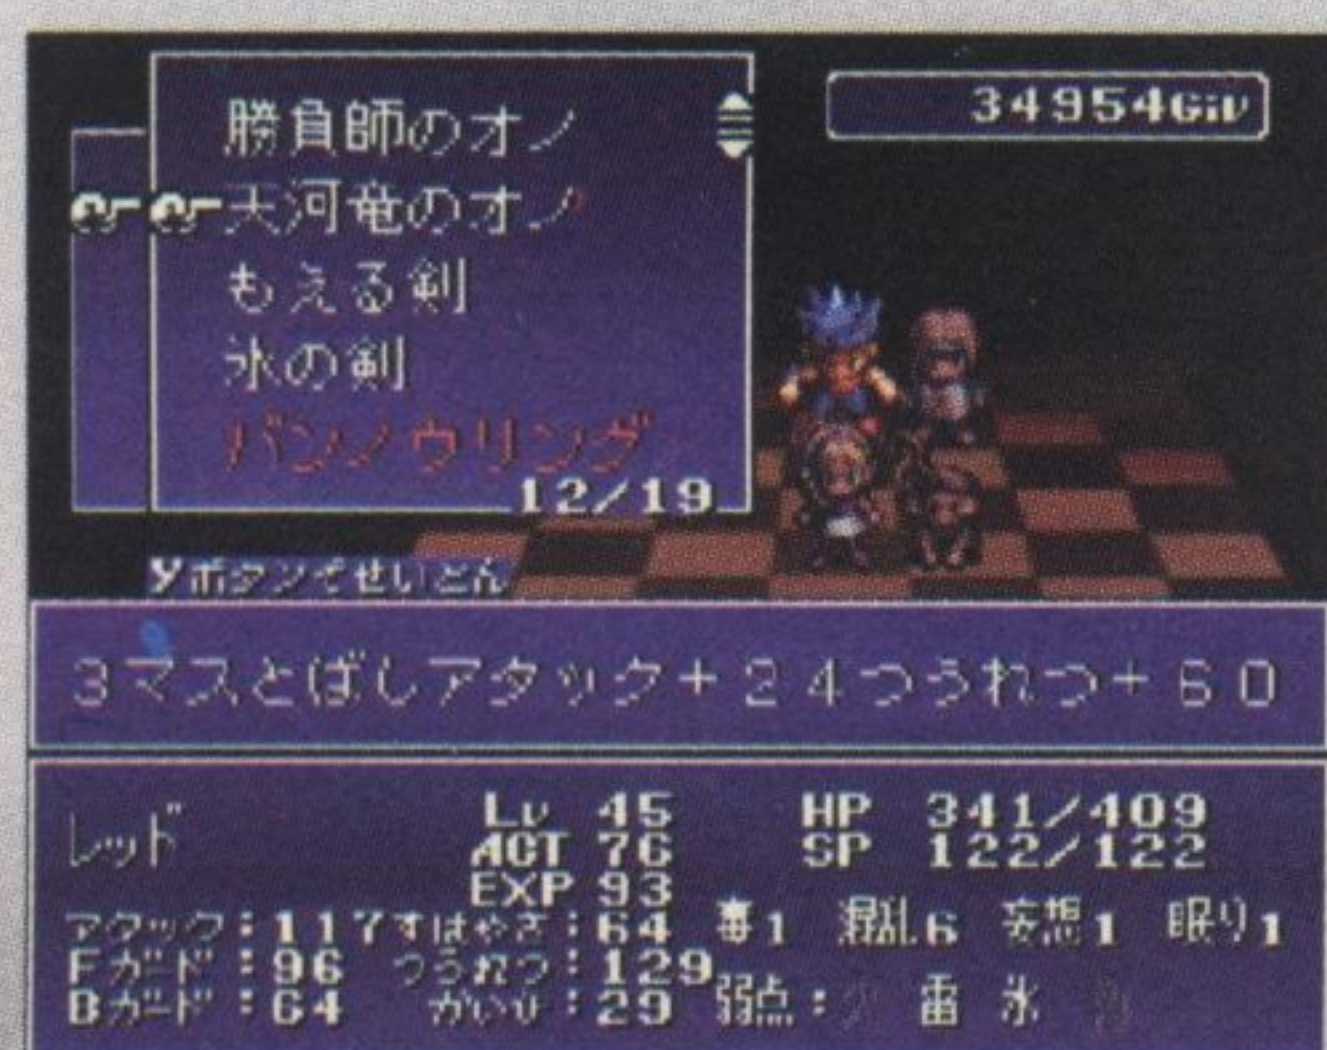 勝負師のオノ
34954GiV
天河竜のオノ
もえる剣
氷の剣
バンノウリング
12/19
Yボタンでせいとん
3マスとばしアタック+24つうれつ+60
レッド Lv 45 HP 341/409
ACT 76 SP 122/122
EXP 93
アタック:117すばやさ:64 毒1 混乱6 妄想1 眠り1
Fガード:96 つうれつ:129
Bガード:64 かいひ:29 弱点: 火 雷 氷